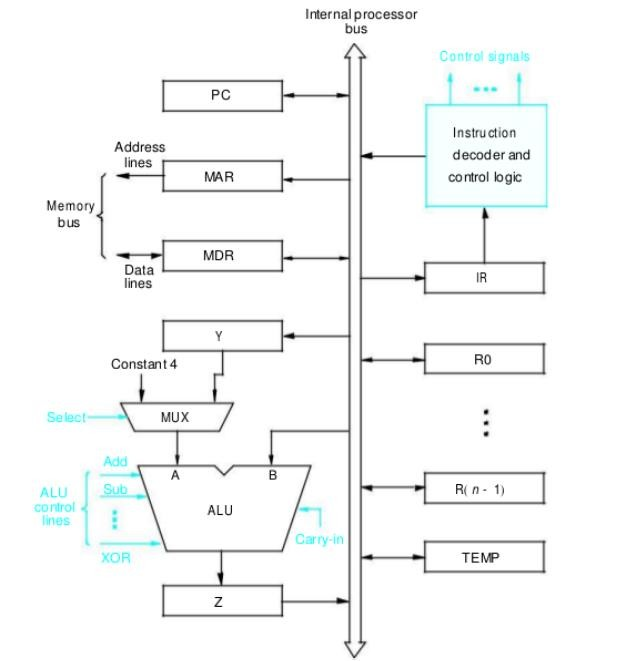 Internal processor
bus
Control signals
PC
Instruction
decoder and
control logic
Address
lines
MAR
Memory
bus
MDR
Data
lines
IR
Y
Constant 4
R0
Select
MUX
Add
A
B
Sub
R( n - 1)
ALU
control
lines
ALU
Carry-in
XOR
TEMP
Z